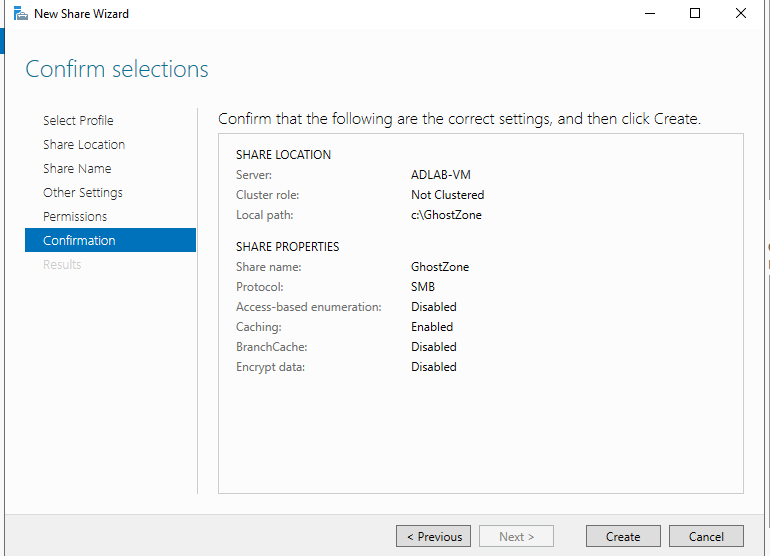 New Share Wizard
Confirm selections
Select Profile
Share Location
Share Name
Other Settings
Permissions
Confirmation
Results
Confirm that the following are the correct settings, and then click Create.
SHARE LOCATION
Server: ADLAB-VM
Cluster role: Not Clustered
Local path: c:\GhostZone
SHARE PROPERTIES
Share name: GhostZone
Protocol: SMB
Access-based enumeration: Disabled
Caching: Enabled
BranchCache: Disabled
Encrypt data: Disabled
< Previous Next > Create Cancel